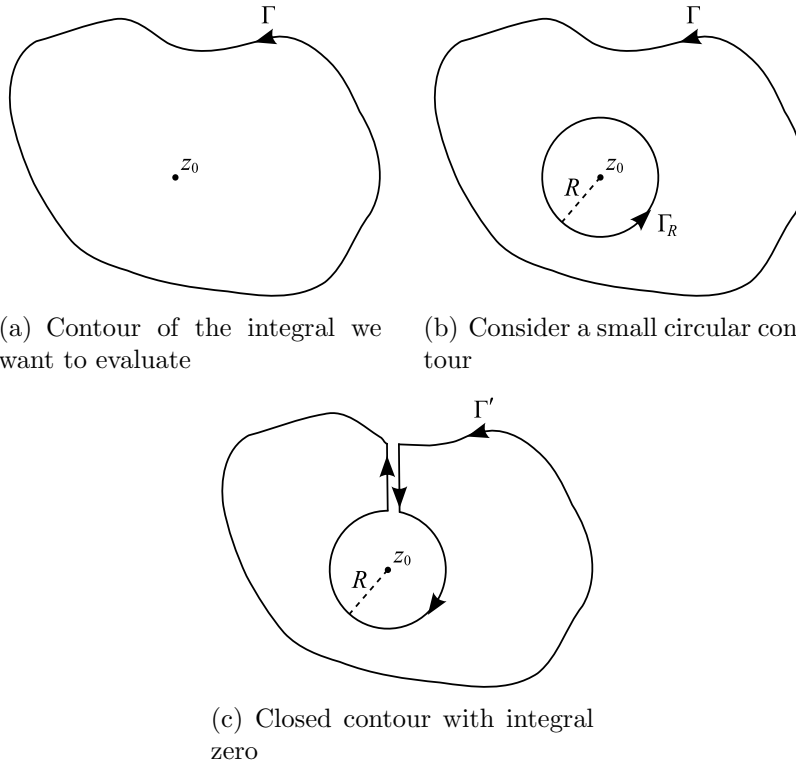 Γ
z₀
(a) Contour of the integral we
want to evaluate
Γ
z₀
R
Γ_R
(b) Consider a small circular con
tour
Γ′
z₀
R
(c) Closed contour with integral
zero